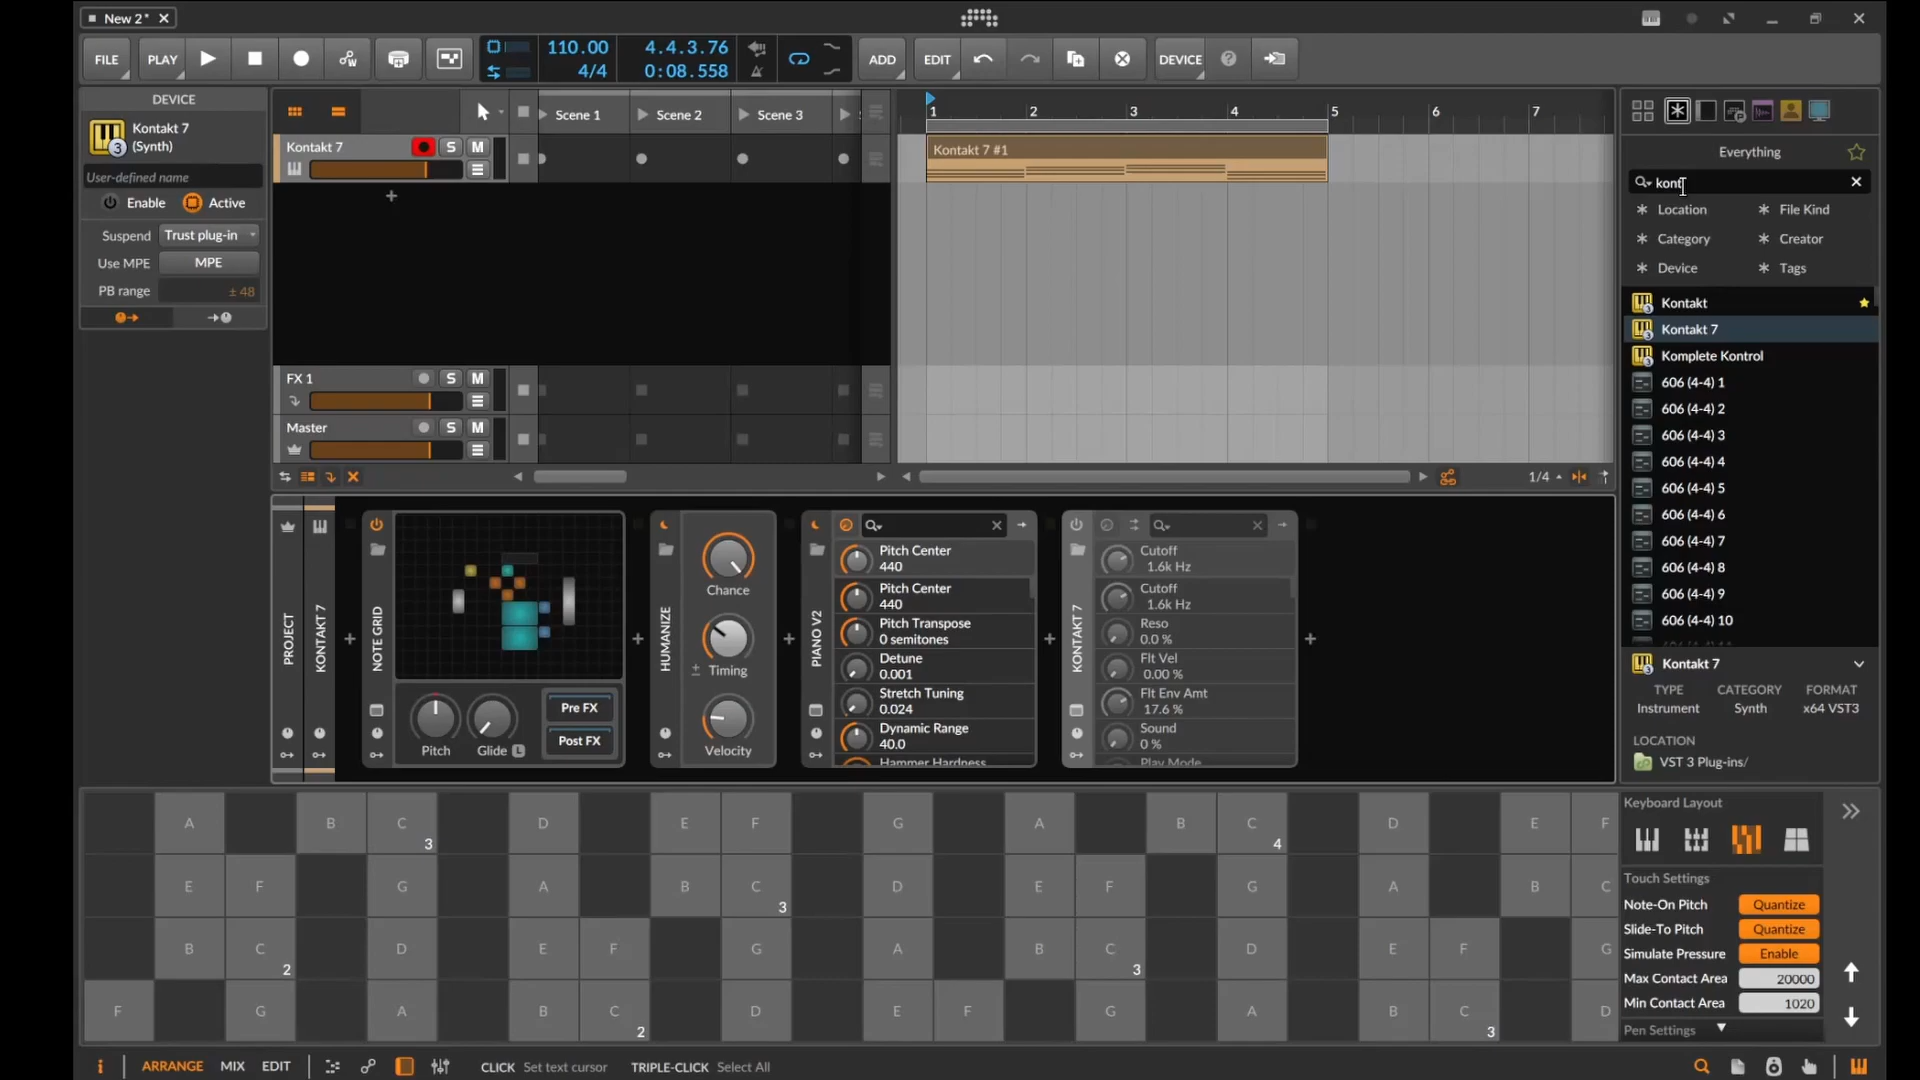 New 2*
FILE PLAY 110.00 4/4 4.4.3.76 0:08.558 ADD EDIT DEVICE ?
DEVICE
3 Kontakt 7
(Synth)
User-defined name
Enable Active
Suspend Trust plug-in
Use MPE MPE
PB range ± 48
Scene 1 Scene 2 Scene 3
Kontakt 7 S M
+
FX 1 S M
Master S M
1 2 3 4 5 6 7
Kontakt 7 #1
1/4
Everything
kont
Location File Kind
Category Creator
Device Tags
Kontakt
Kontakt 7
Komplete Kontrol
606 (4-4) 1
606 (4-4) 2
606 (4-4) 3
606 (4-4) 4
606 (4-4) 5
606 (4-4) 6
606 (4-4) 7
606 (4-4) 8
606 (4-4) 9
606 (4-4) 10
Kontakt 7
TYPE CATEGORY FORMAT
Instrument Synth x64 VST3
LOCATION
VST 3 Plug-ins/
PROJECT
KONTAKT 7
NOTE GRID
Pitch Glide L
Pre FX
Post FX
HUMANIZE
Chance
Timing
Velocity
PIANO V2
Pitch Center
440
Pitch Center
440
Pitch Transpose
0 semitones
Detune
0.001
Stretch Tuning
0.024
Dynamic Range
40.0
Hammer Hardness
KONTAKT 7
Cutoff
1.6k Hz
Cutoff
1.6k Hz
Reso
0.0 %
Flt Vel
0.00 %
Flt Env Amt
17.6 %
Sound
0 %
Play Mode
A B C 3 D E F G A B C 4 D E F
E F G A B C 3 D E F G A B C
B C 2 D E F G A B C 3 D E F G
F G A B C 2 D E F G A B C 3 D
Keyboard Layout
Touch Settings
Note-On Pitch Quantize
Slide-To Pitch Quantize
Simulate Pressure Enable
Max Contact Area 20000
Min Contact Area 1020
Pen Settings
i ARRANGE MIX EDIT CLICK Set text cursor TRIPLE-CLICK Select All